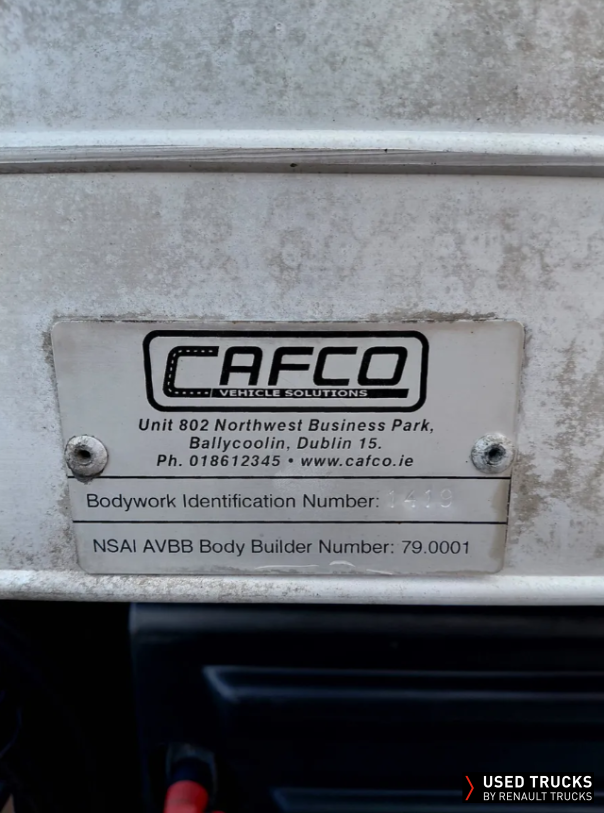 CAFCO
VEHICLE SOLUTIONS
Unit 802 Northwest Business Park,
Ballycoolin, Dublin 15.
Ph. 018612345 • www.cafco.ie
Bodywork Identification Number:
NSAI AVBB Body Builder Number: 79.0001
USED TRUCKS
BY RENAULT TRUCKS